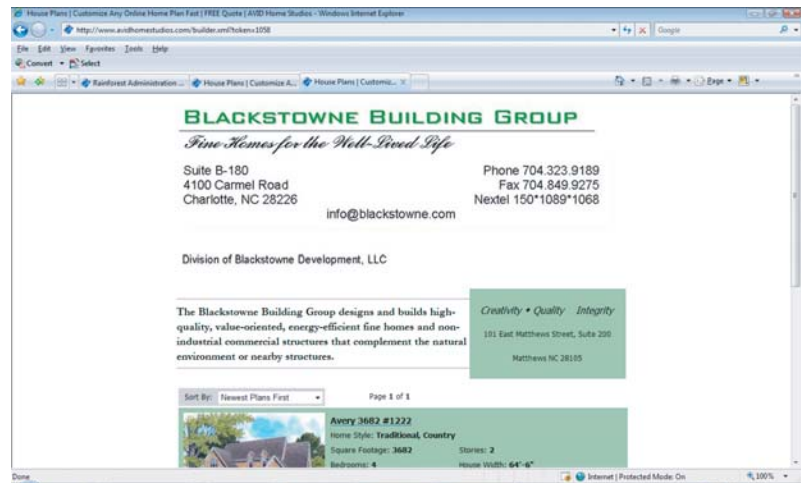 House Plans | Customize Any Online Home Plan Fast | FREE Quote | AVID Home Studios - Windows Internet Explorer
http://www.avidhomestudios.com/builder.xml?token=1058
Google
File Edit View Favorites Tools Help
Convert Select
Rainforest Administration ... House Plans | Customize A... House Plans | Customiz... Page
BLACKSTOWNE BUILDING GROUP
Fine Homes for the Well-Lived Life
Suite B-180 Phone 704.323.9189
4100 Carmel Road Fax 704.849.9275
Charlotte, NC 28226 Nextel 150*1089*1068
info@blackstowne.com
Division of Blackstowne Development, LLC
The Blackstowne Building Group designs and builds high-
quality, value-oriented, energy-efficient fine homes and non-
industrial commercial structures that complement the natural
environment or nearby structures.
Creativity • Quality Integrity
101 East Matthews Street, Suite 200
Matthews NC 28105
Sort By: Newest Plans First Page 1 of 1
Avery 3682 #1222
Home Style: Traditional, Country
Square Footage: 3682 Stories: 2
Bedrooms: 4 House Width: 64'-6"
Done Internet | Protected Mode: On 100%